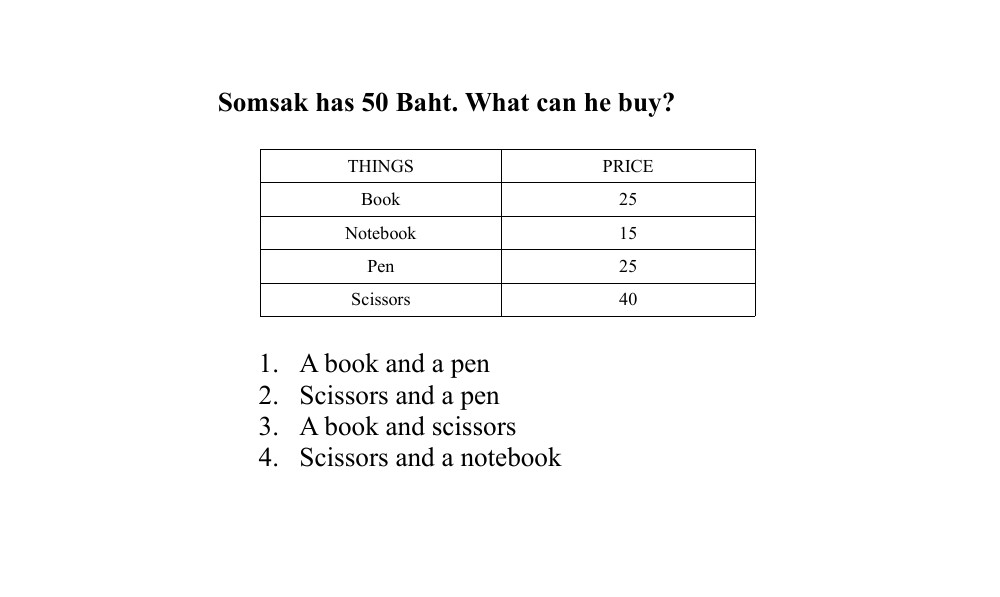 Somsak has 50 Baht. What can he buy?
THINGS PRICE
Book 25
Notebook 15
Pen 25
Scissors 40
1. A book and a pen
2. Scissors and a pen
3. A book and scissors
4. Scissors and a notebook